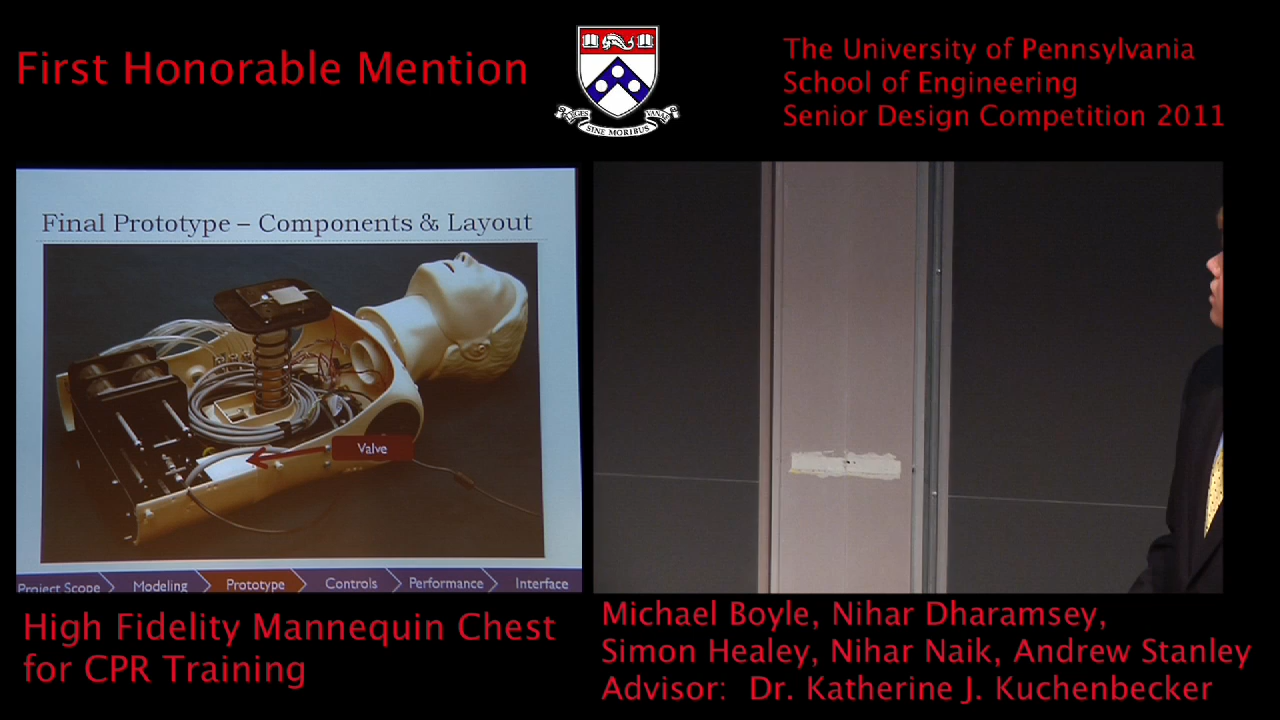 First Honorable Mention
The University of Pennsylvania
School of Engineering
Senior Design Competition 2011
SINE MORIBUS
Final Prototype – Components & Layout
Valve
Project Scope
Modeling
Prototype
Controls
Performance
Interface
High Fidelity Mannequin Chest
for CPR Training
Michael Boyle, Nihar Dharamsey,
Simon Healey, Nihar Naik, Andrew Stanley
Advisor: Dr. Katherine J. Kuchenbecker